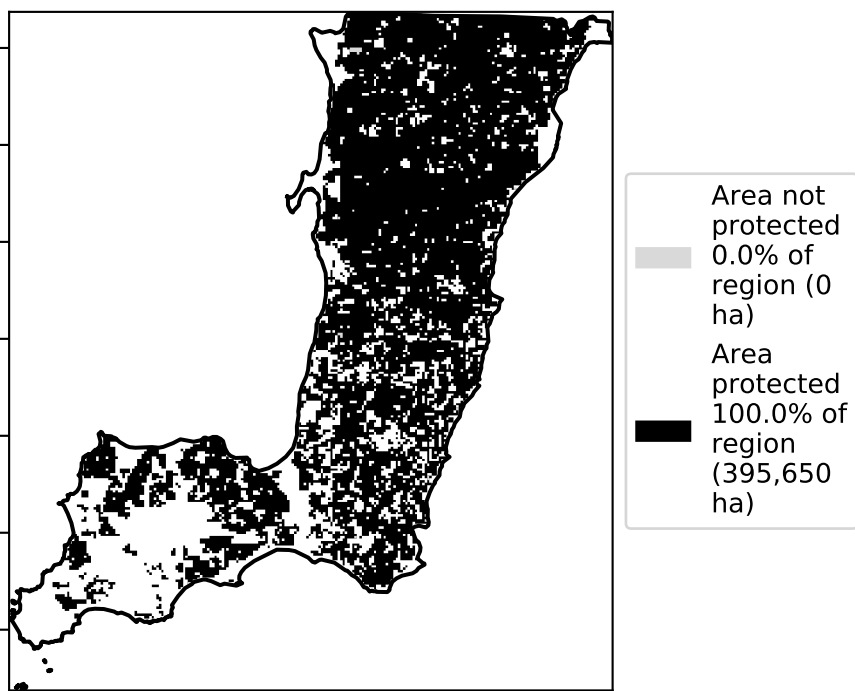 Area not
protected
0.0% of
region (0
ha)
Area
protected
100.0% of
region
(395,650
ha)